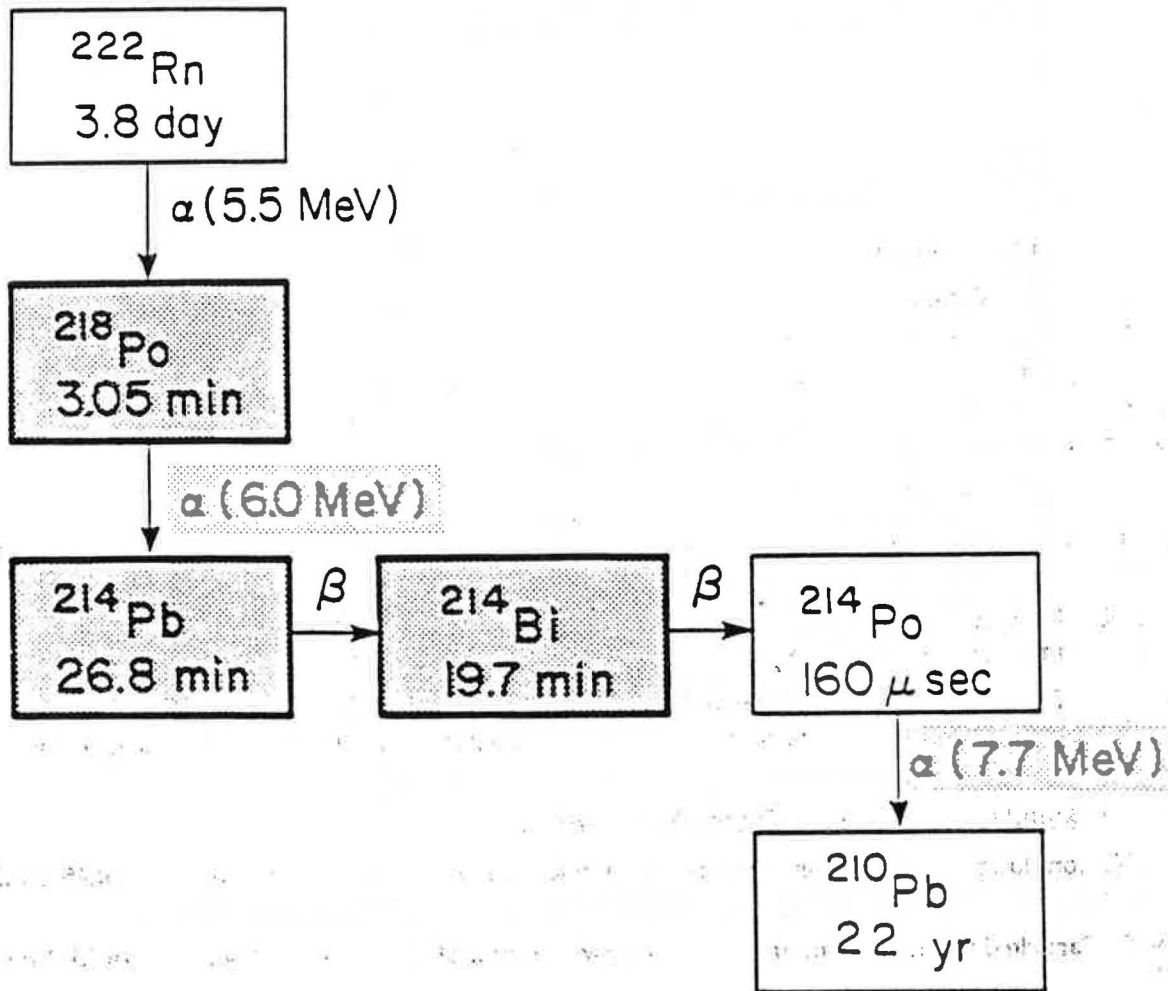 ²²²Rn
3.8 day
α (5.5 MeV)
²¹⁸Po
3.05 min
α (6.0 MeV)
²¹⁴Pb
26.8 min
β
²¹⁴Bi
19.7 min
β
²¹⁴Po
160 μsec
α (7.7 MeV)
²¹⁰Pb
22 yr